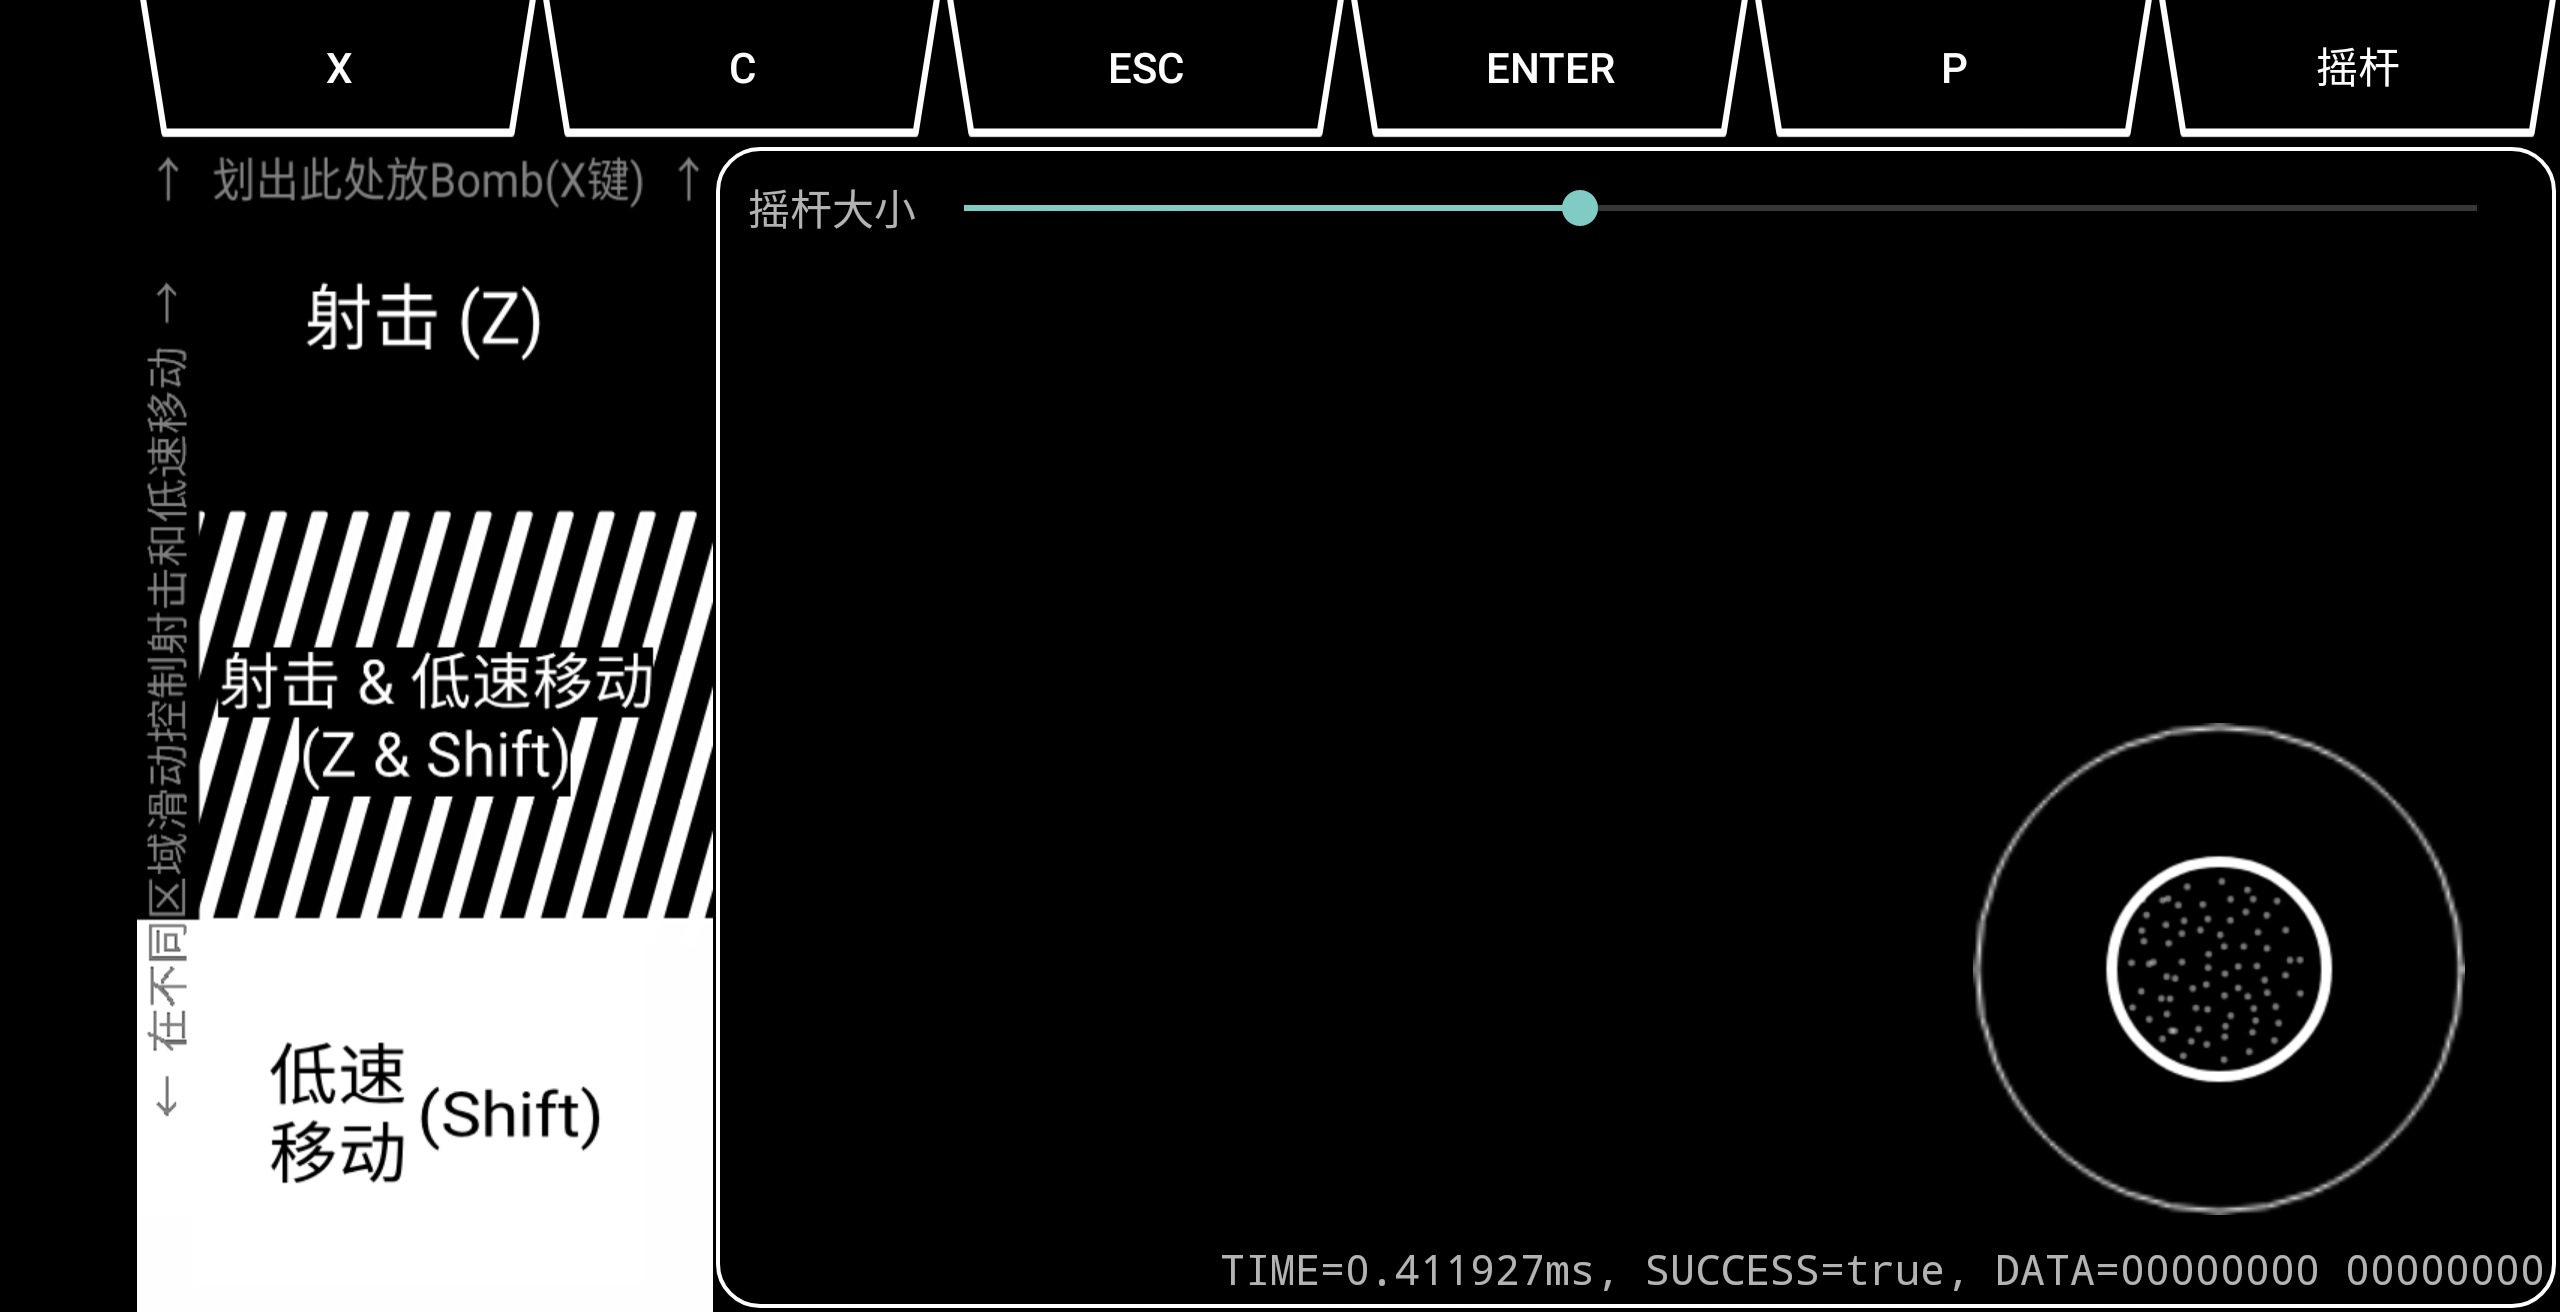 X
C
ESC
ENTER
P
摇杆
↑ 划出此处放Bomb(X键) ↑
摇杆大小
射击 (Z)
← 在不同区域滑动控制射击和低速移动 →
射击 & 低速移动
(Z & Shift)
低速
移动
(Shift)
TIME=0.411927ms, SUCCESS=true, DATA=00000000 00000000